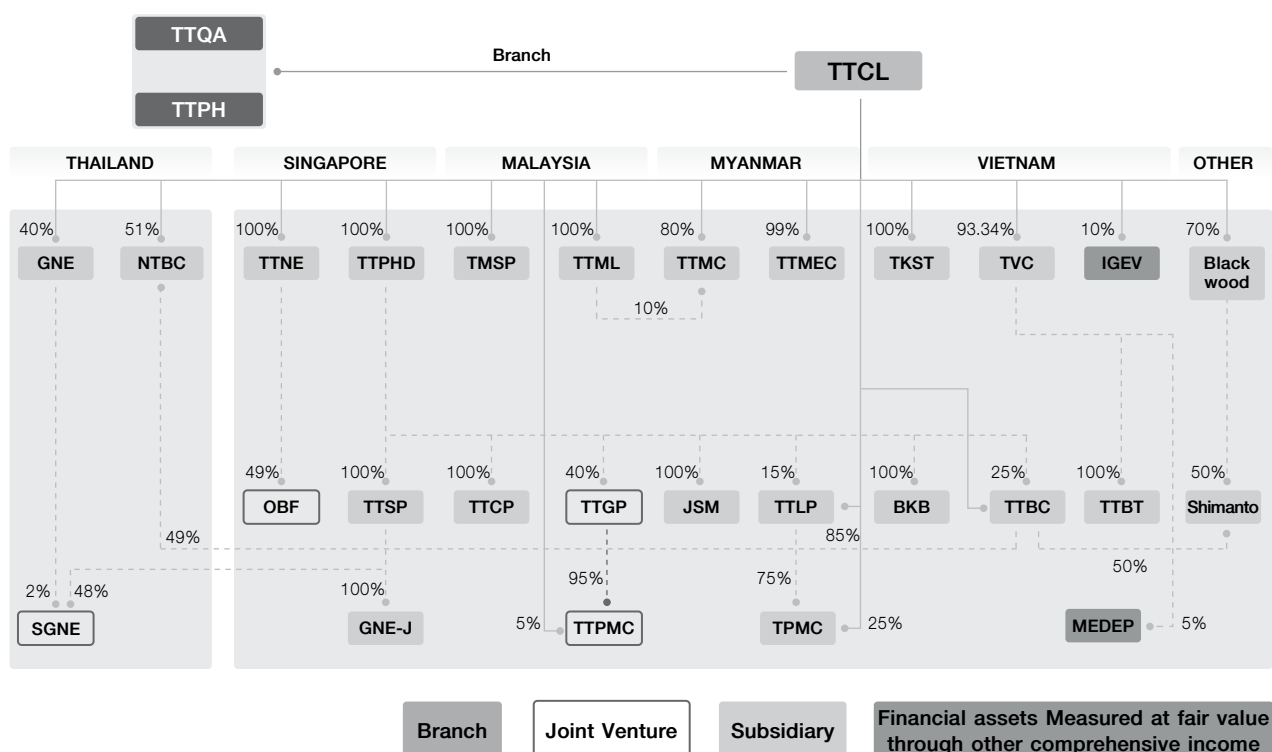 TTQA
Branch
TTCL
TTPH
THAILAND
SINGAPORE
MALAYSIA
MYANMAR
VIETNAM
OTHER
40%
51%
100%
100%
100%
100%
80%
99%
100%
93.34%
10%
70%
GNE
NTBC
TTNE
TTPHD
TMSP
TTML
TTMC
TTMEC
TKST
TVC
IGEV
Black
wood
10%
49%
100%
100%
40%
100%
15%
100%
25%
100%
50%
OBF
TTSP
TTCP
TTGP
JSM
TTLP
BKB
TTBC
TTBT
Shimanto
49%
85%
2%
48%
100%
95%
75%
50%
SGNE
GNE-J
5%
TTPMC
TPMC
25%
MEDEP
5%
Branch
Joint Venture
Subsidiary
Financial assets Measured at fair value
through other comprehensive income